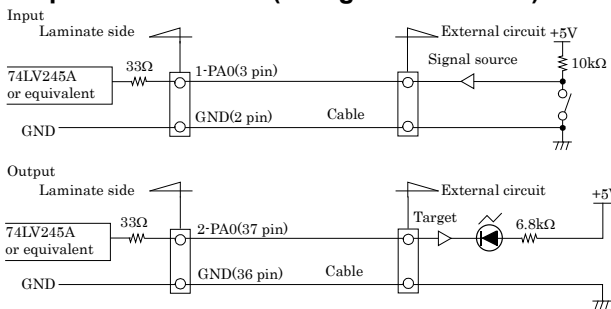 Input
Laminate side
External circuit
+5V
Signal source
33Ω
1-PA0(3 pin)
10kΩ
74LV245A
or equivalent
GND(2 pin)
Cable
GND
Output
Laminate side
External circuit
+5V
33Ω
2-PA0(37 pin)
Target
6.8kΩ
74LV245A
or equivalent
GND(36 pin)
Cable
GND